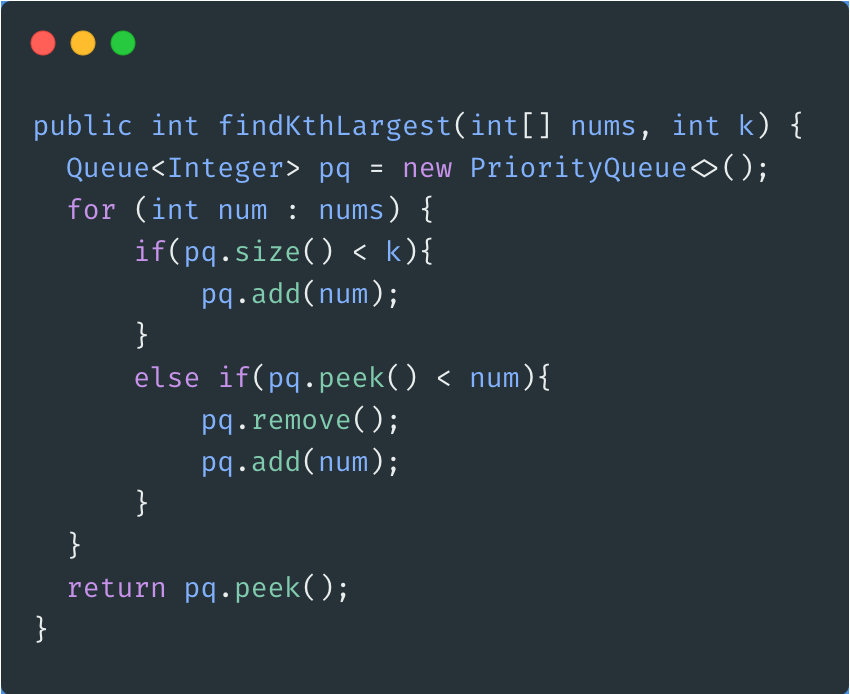 public int findKthLargest(int[] nums, int k) {
  Queue<Integer> pq = new PriorityQueue<>();
  for (int num : nums) {
      if(pq.size() < k){
          pq.add(num);
      }
      else if(pq.peek() < num){
          pq.remove();
          pq.add(num);
      }
  }
  return pq.peek();
}